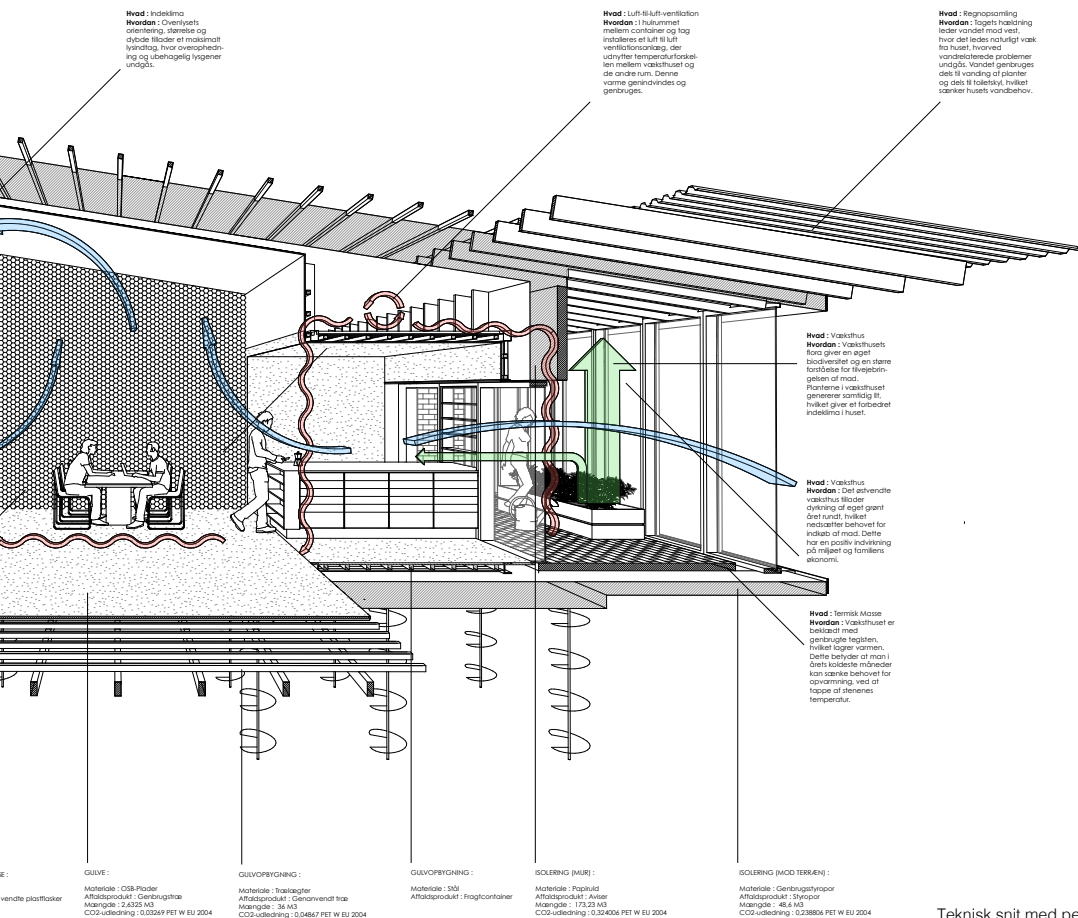 Hvad : Indeklima
Hvordan : Ovenlysets
orientering, størrelse og
dybde tillader et maksimalt
lysindtag, hvor overophedn-
ing og ubehagelig lysgener
undgås.
Hvad : Luft-til-luft-ventilation
Hvordan : I hulrummet
mellem container og tag
installeres et luft til luft
ventilationsanlæg, der
udnytter temperaturforskel-
len mellem væksthuset og
de andre rum. Denne
varme genindvindes og
genbruges.
Hvad : Regnopsamling
Hvordan : Tagets hældning
leder vandet mod vest,
hvor det ledes naturligt væk
fra huset, hvorved
vandrelaterede problemer
undgås. Vandet genbruges
dels til vanding af planter
og dels til toiletskyl, hvilket
sænker husets vandbehov.
Hvad : Væksthus
Hvordan : Væksthusets
flora giver en øget
biodiversitet og en større
forståelse for tilvejebrin-
gelsen af mad.
Planterne i væksthuset
genererer samtidig ilt,
hvilket giver et forbedret
indeklima i huset.
Hvad : Væksthus
Hvordan : Det østvendte
væksthus tillader
dyrkning af eget grønt
året rundt, hvilket
nedsætter behovet for
indkøb af mad. Dette
har en positiv indvirkning
på miljøet og familiens
økonomi.
Hvad : Termisk Masse
Hvordan : Væksthuset er
beklædt med
genbrugte teglsten,
hvilket lagrer varmen.
Dette betyder at man i
årets koldeste måneder
kan sænke behovet for
opvarmning, ved at
tappe af stenenes
temperatur.
SE :
vendte plastflasker
GULVE :
Materiale : OSB-Plader
Affaldsprodukt : Genbrugstræ
Mængde : 2,6325 M3
CO2-udledning : 0,03269 PET W EU 2004
GULVOPBYGNING :
Materiale : Trælægter
Affaldsprodukt : Genanvendt træ
Mængde : 36 M3
CO2-udledning : 0,04867 PET W EU 2004
GULVOPBYGNING :
Materiale : Stål
Affaldsprodukt : Fragtcontainer
ISOLERING (MUR) :
Materiale : Papiruld
Affaldsprodukt : Aviser
Mængde : 173,23 M3
CO2-udledning : 0,324006 PET W EU 2004
ISOLERING (MOD TERRÆN) :
Materiale : Genbrugsstyropor
Affaldsprodukt : Styropor
Mængde : 48,6 M3
CO2-udledning : 0,238806 PET W EU 2004
Teknisk snit med pe